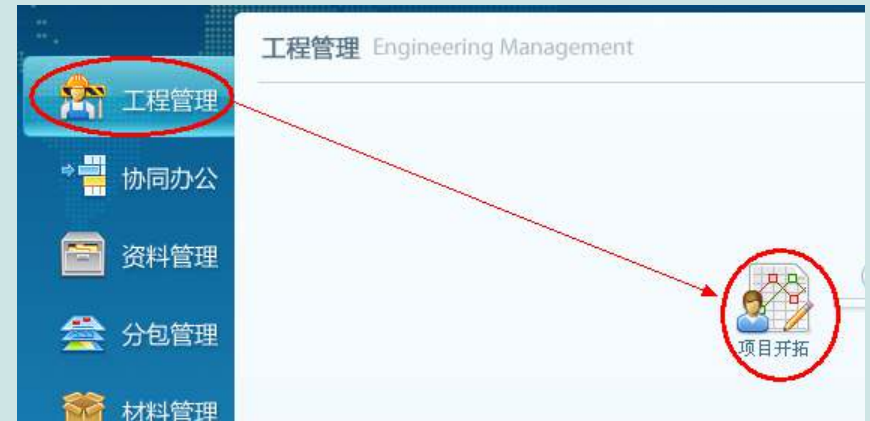 工程管理 Engineering Management
工程管理
协同办公
资料管理
分包管理
材料管理
项目开拓